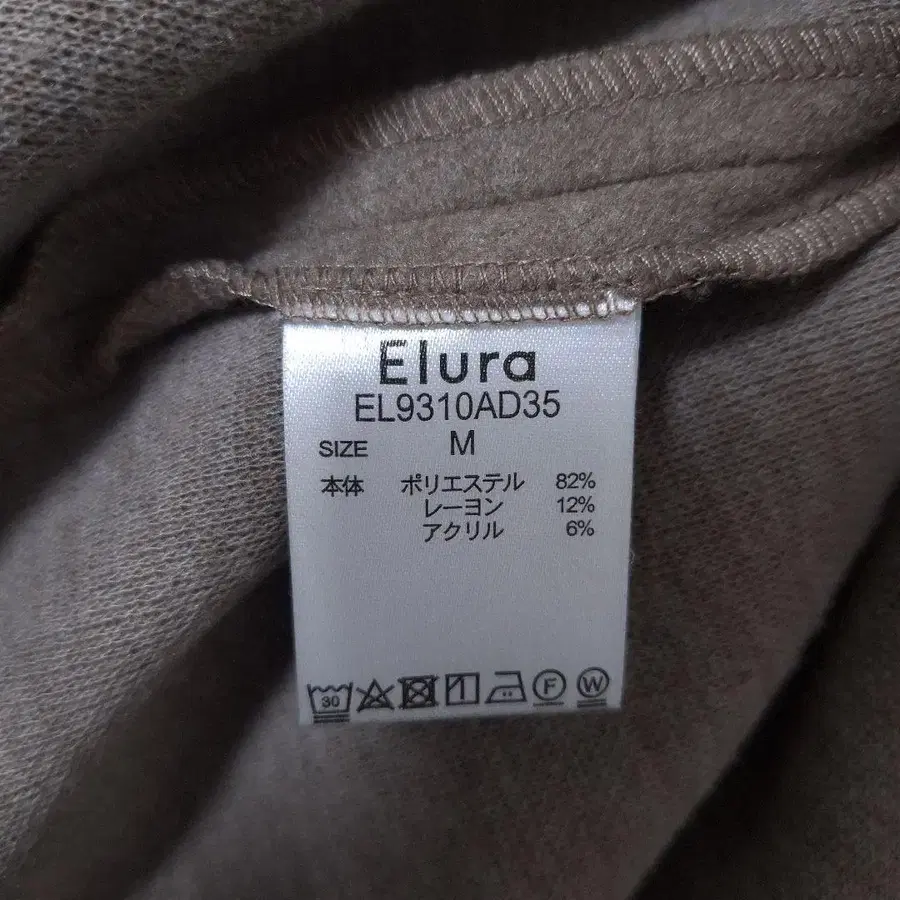 Elura
EL9310AD35
SIZE M
本体 ポリエステル 82%
レーヨン 12%
アクリル 6%
30 F W